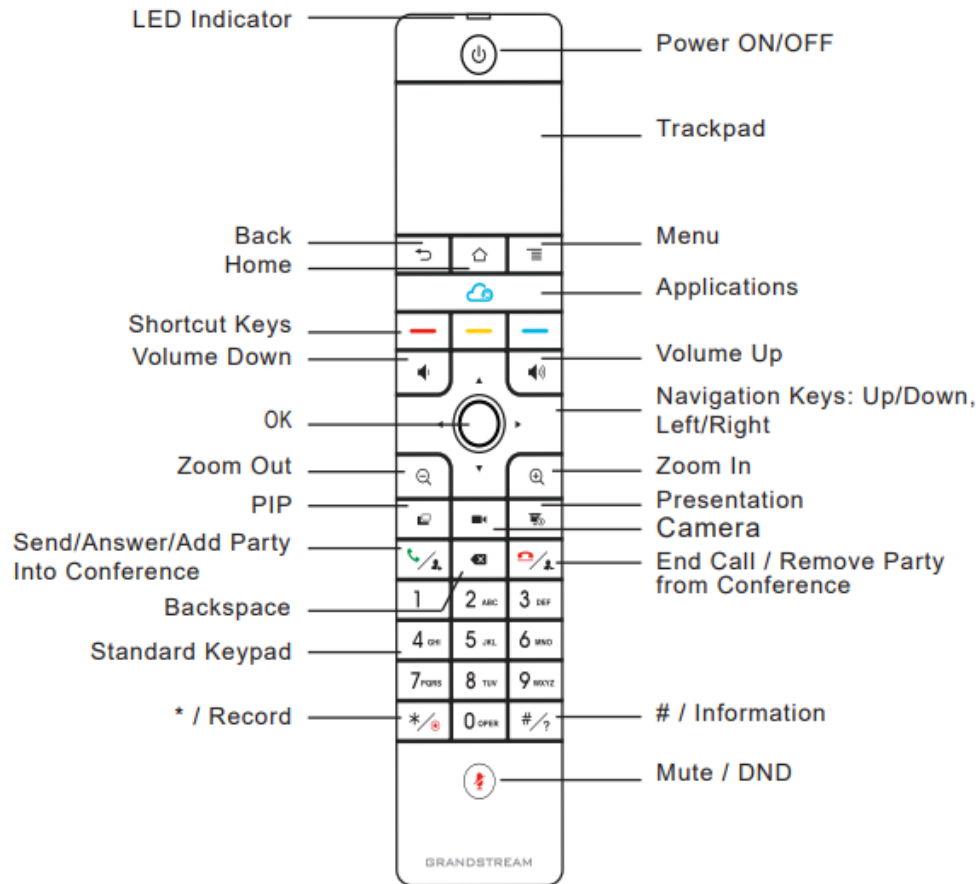 LED Indicator
Power ON/OFF
Trackpad
Back
Menu
Home
Applications
Shortcut Keys
Volume Down
Volume Up
OK
Navigation Keys: Up/Down,
Left/Right
Zoom Out
Zoom In
PIP
Presentation
Camera
Send/Answer/Add Party
Into Conference
End Call / Remove Party
from Conference
Backspace
1 2 ABC 3 DEF
Standard Keypad
4 GHI 5 JKL 6 MNO
7 PQRS 8 TUV 9 WXYZ
* / Record
*/ 0 OPER #/?
# / Information
Mute / DND
GRANDSTREAM